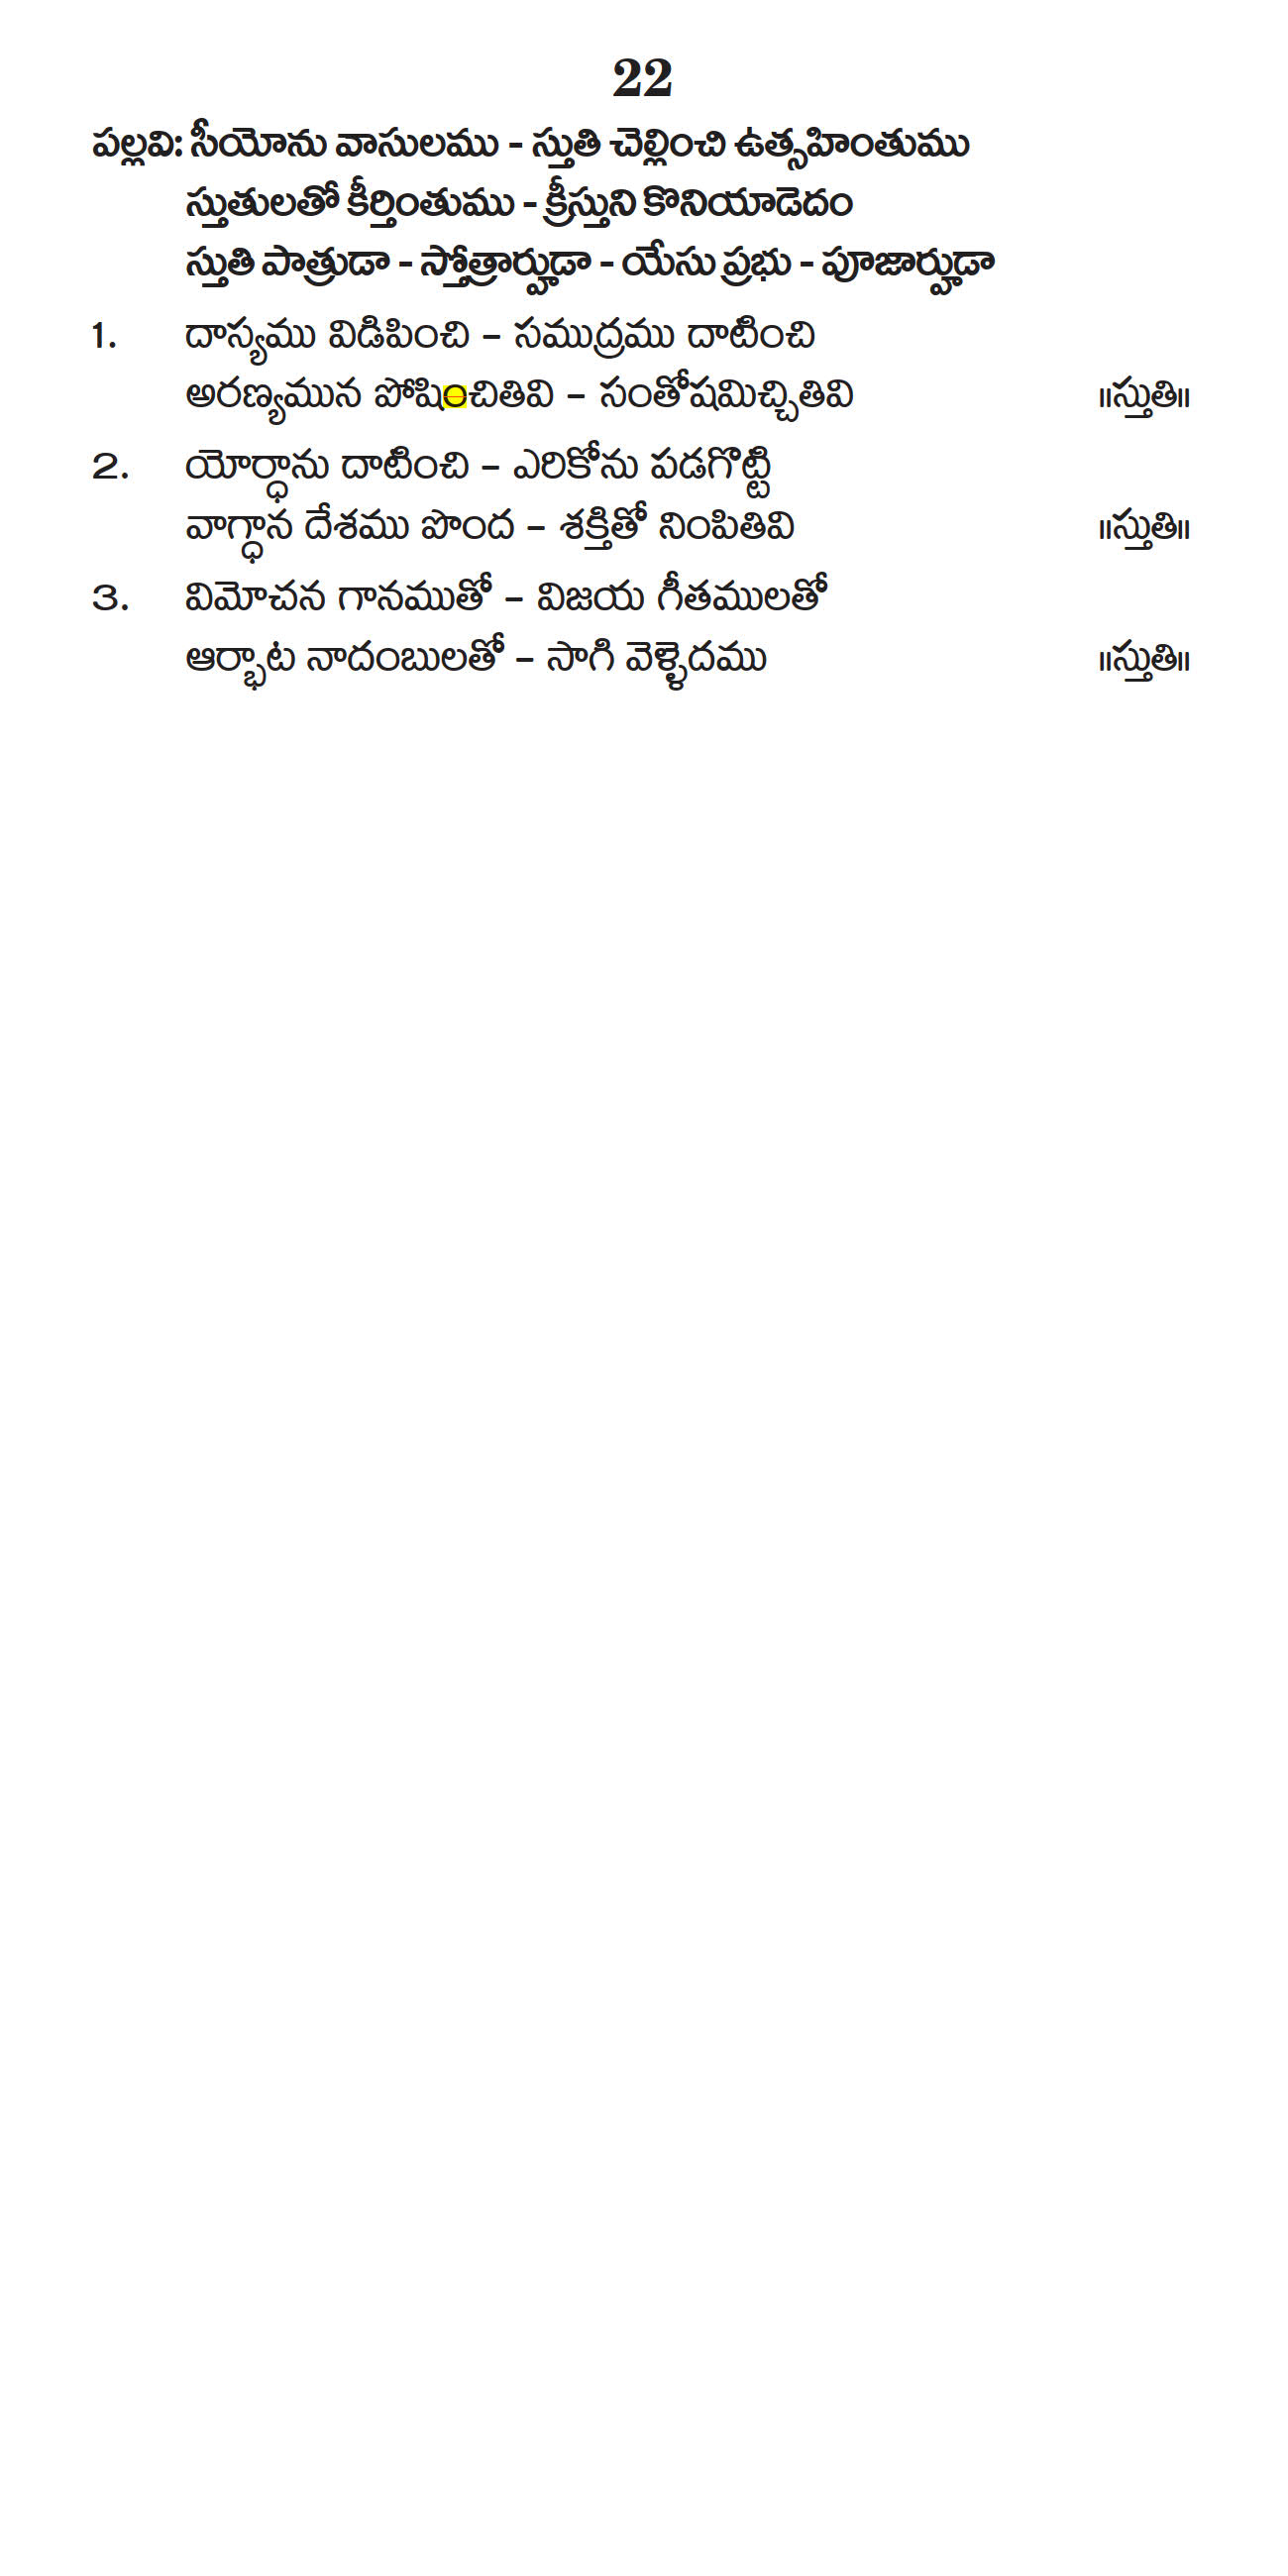 22
పల్లవి: సీయోను వాసులము - స్తుతి చెల్లించి ఉత్సహింతుము
స్తుతులతో కీర్తింతుము - క్రీస్తుని కొనియాడెదం
స్తుతి పాత్రుడా - స్తోత్రార్హుడా - యేసు ప్రభు - పూజార్హుడా
1. దాస్యము విడిపించి – సముద్రము దాటించి
అరణ్యమున పోషించితివి – సంతోషమిచ్చితివి ॥స్తుతి॥
2. యోర్ధాను దాటించి – ఎరికోను పడగొట్టి
వాగ్ధాన దేశము పొంద – శక్తితో నింపితివి ॥స్తుతి॥
3. విమోచన గానముతో – విజయ గీతములతో
ఆర్భాట నాదంబులతో – సాగి వెళ్ళెదము ॥స్తుతి॥